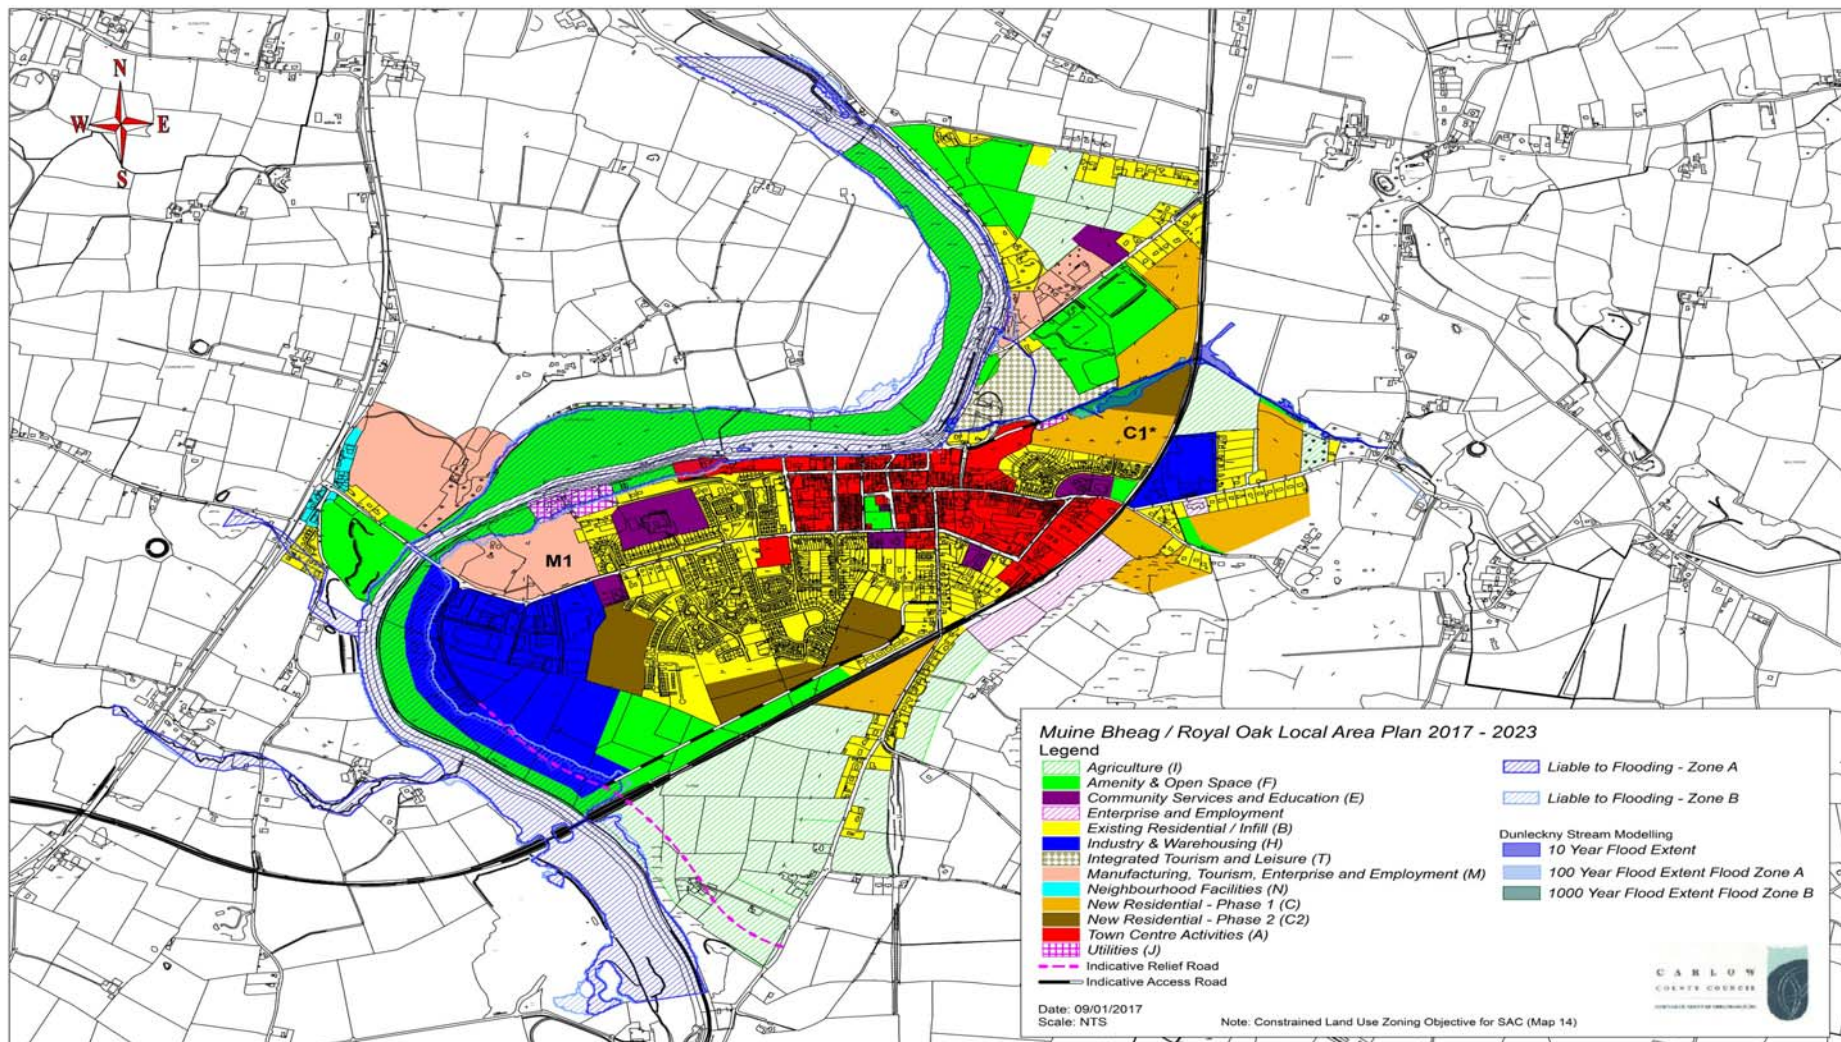 N
W E
S
C1*
M1
Muine Bheag / Royal Oak Local Area Plan 2017 - 2023
Legend
Agriculture (I)
Amenity & Open Space (F)
Community Services and Education (E)
Enterprise and Employment
Existing Residential / Infill (B)
Industry & Warehousing (H)
Integrated Tourism and Leisure (T)
Manufacturing, Tourism, Enterprise and Employment (M)
Neighbourhood Facilities (N)
New Residential - Phase 1 (C)
New Residential - Phase 2 (C2)
Town Centre Activities (A)
Utilities (J)
Indicative Relief Road
Indicative Access Road
Liable to Flooding - Zone A
Liable to Flooding - Zone B
Dunleckny Stream Modelling
10 Year Flood Extent
100 Year Flood Extent Flood Zone A
1000 Year Flood Extent Flood Zone B
Date: 09/01/2017
Scale: NTS
Note: Constrained Land Use Zoning Objective for SAC (Map 14)
CARLOW
COUNTY COUNCIL